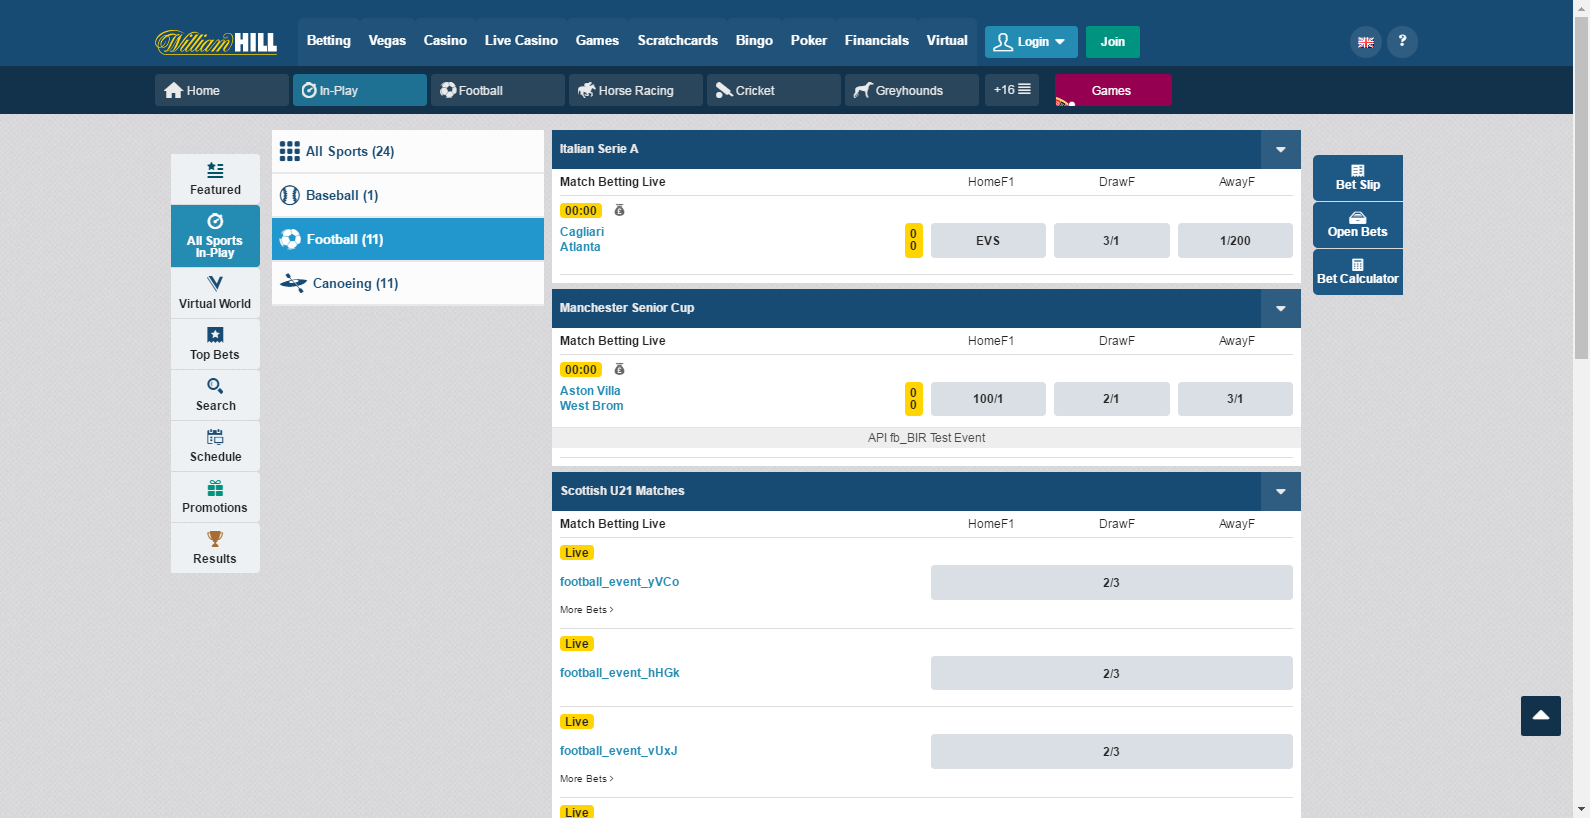 William HILL
Betting
Vegas
Casino
Live Casino
Games
Scratchcards
Bingo
Poker
Financials
Virtual
Login
Join
?
Home
In-Play
Football
Horse Racing
Cricket
Greyhounds
+16
Games
Featured
All Sports
In-Play
Virtual World
Top Bets
Search
Schedule
Promotions
Results
All Sports (24)
Baseball (1)
Football (11)
Canoeing (11)
Italian Serie A
Match Betting Live HomeF1 DrawF AwayF
00:00
Cagliari
Atlanta
0
0
EVS 3/1 1/200
Manchester Senior Cup
Match Betting Live HomeF1 DrawF AwayF
00:00
Aston Villa
West Brom
0
0
100/1 2/1 3/1
API fb_BIR Test Event
Scottish U21 Matches
Match Betting Live HomeF1 DrawF AwayF
Live
football_event_yVCo 2/3
More Bets >
Live
football_event_hHGk 2/3
Live
football_event_vUxJ 2/3
More Bets >
Live
Bet Slip
Open Bets
Bet Calculator